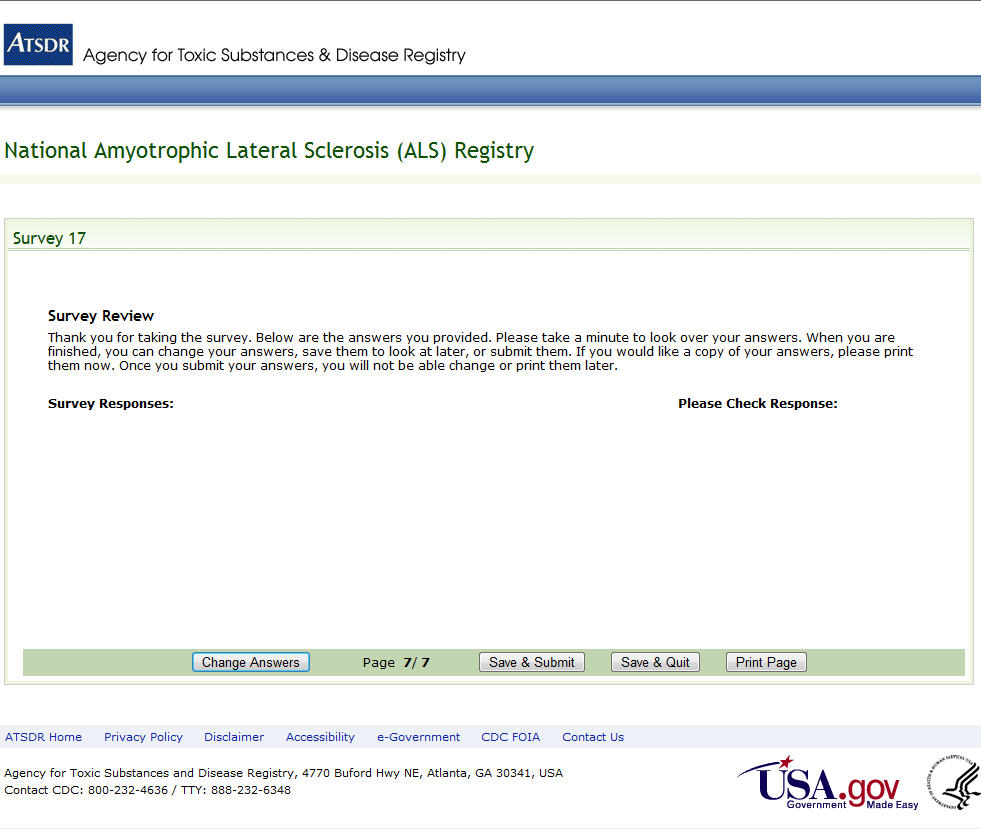 ATSDR Agency for Toxic Substances & Disease Registry
National Amyotrophic Lateral Sclerosis (ALS) Registry
Survey 17
Survey Review
Thank you for taking the survey. Below are the answers you provided. Please take a minute to look over your answers. When you are
finished, you can change your answers, save them to look at later, or submit them. If you would like a copy of your answers, please print
them now. Once you submit your answers, you will not be able change or print them later.
Survey Responses: Please Check Response:
Change Answers Page 7/ 7 Save & Submit Save & Quit Print Page
ATSDR Home Privacy Policy Disclaimer Accessibility e-Government CDC FOIA Contact Us
Agency for Toxic Substances and Disease Registry, 4770 Buford Hwy NE, Atlanta, GA 30341, USA
Contact CDC: 800-232-4636 / TTY: 888-232-6348
USA.gov
Government Made Easy